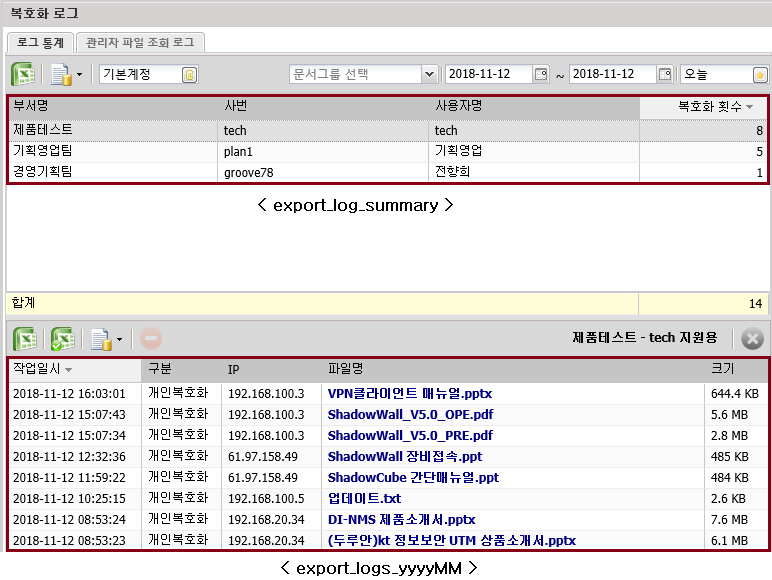 복호화 로그
로그 통계 관리자 파일 조회 로그
기본계정 문서그룹 선택 2018-11-12 ~ 2018-11-12 오늘
부서명 사번 사용자명 복호화 횟수
제품테스트 tech tech 8
기획영업팀 plan1 기획영업 5
경영기획팀 groove78 전향희 1
< export_log_summary >
합계 14
제품테스트 - tech 지원용
작업일시 구분 IP 파일명 크기
2018-11-12 16:03:01 개인복호화 192.168.100.3 VPN클라이언트 매뉴얼.pptx 644.4 KB
2018-11-12 15:07:43 개인복호화 192.168.100.3 ShadowWall_V5.0_OPE.pdf 5.6 MB
2018-11-12 15:07:34 개인복호화 192.168.100.3 ShadowWall_V5.0_PRE.pdf 2.8 MB
2018-11-12 12:32:36 개인복호화 61.97.158.49 ShadowWall 장비접속.ppt 485 KB
2018-11-12 11:59:22 개인복호화 61.97.158.49 ShadowCube 간단매뉴얼.ppt 484 KB
2018-11-12 10:25:15 개인복호화 192.168.100.5 업데이트.txt 2.6 KB
2018-11-12 08:53:24 개인복호화 192.168.20.34 DI-NMS 제품소개서.pptx 7.6 MB
2018-11-12 08:53:23 개인복호화 192.168.20.34 (두루안)kt 정보보안 UTM 상품소개서.pptx 6.1 MB
< export_logs_yyyyMM >